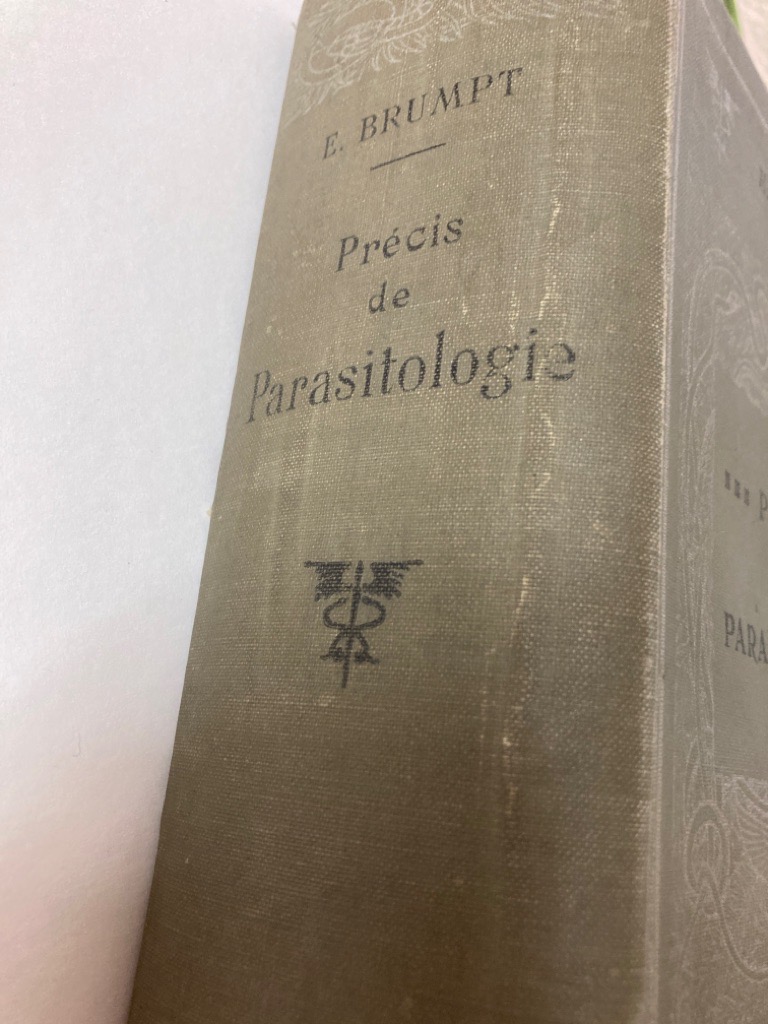 E. BRUMPT
Précis
de
Parasitologie
P
PARA